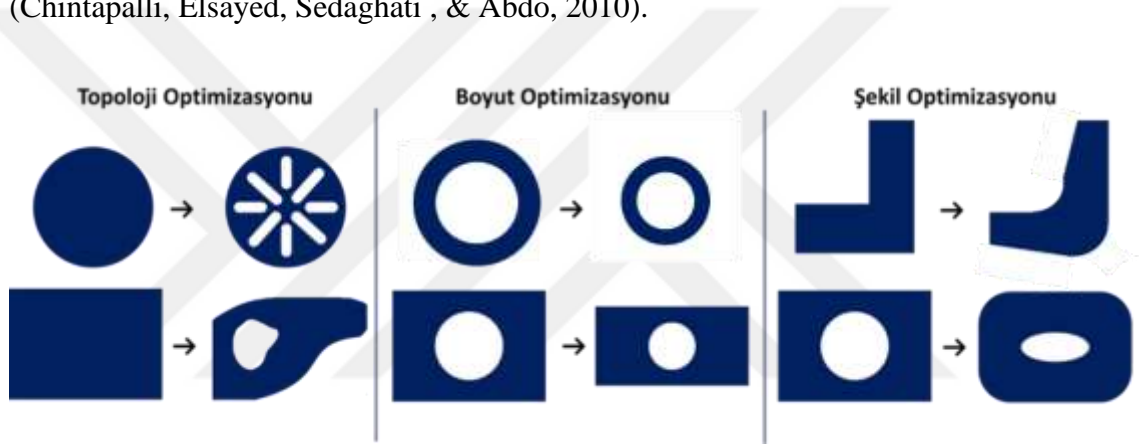 (Chintapalli, Elsayed, Sedaghati , & Abdo, 2010).
Topoloji Optimizasyonu
Boyut Optimizasyonu
Şekil Optimizasyonu